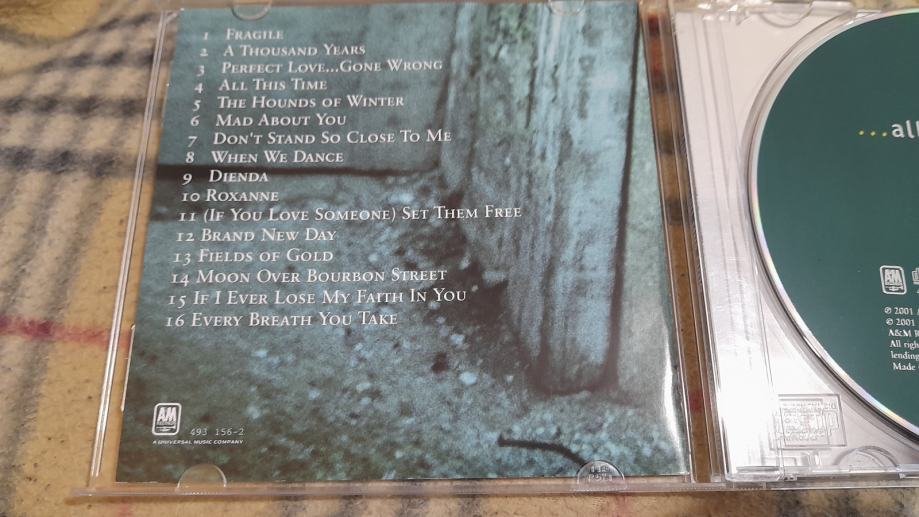 1 Fragile
2 A Thousand Years
3 Perfect Love...Gone Wrong
4 All This Time
5 The Hounds of Winter
6 Mad About You
7 Don't Stand So Close To Me
8 When We Dance
9 Dienda
10 Roxanne
11 (If You Love Someone) Set Them Free
12 Brand New Day
13 Fields of Gold
14 Moon Over Bourbon Street
15 If I Ever Lose My Faith In You
16 Every Breath You Take
AM
493 156-2
A UNIVERSAL MUSIC COMPANY
...all
AM
℗ 2001
© 2001
A&M R
All righ
lending
Made